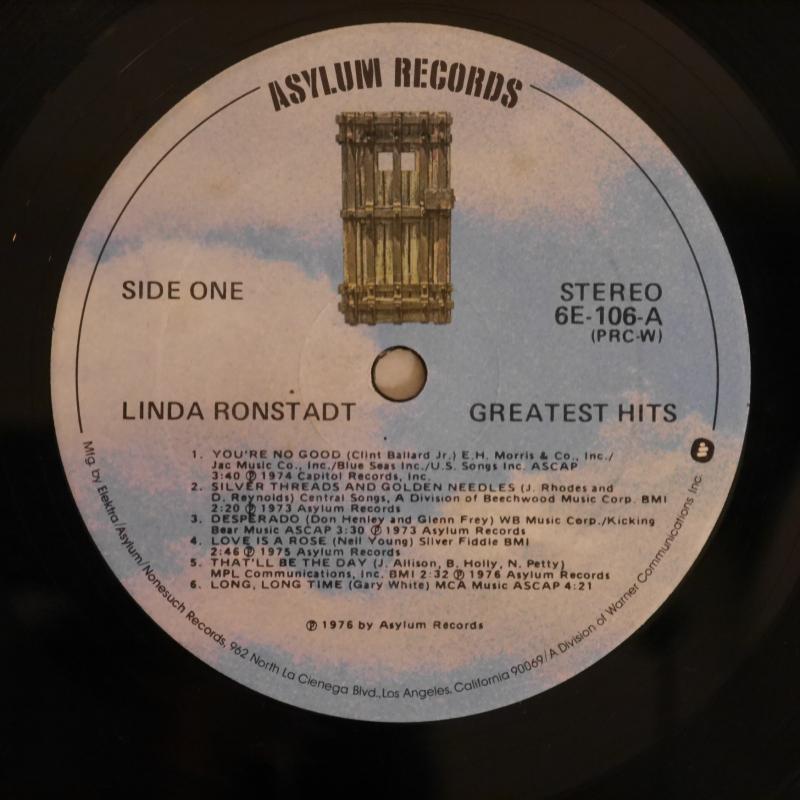 ASYLUM RECORDS
SIDE ONE
STEREO
6E-106-A
(PRC-W)
LINDA RONSTADT
GREATEST HITS
1. YOU'RE NO GOOD (Clint Ballard Jr.) E.H. Morris & Co., Inc./
Jac Music Co., Inc./Blue Seas Inc./U.S. Songs Inc. ASCAP
3:40 ℗ 1974 Capitol Records, Inc.
2. SILVER THREADS AND GOLDEN NEEDLES (J. Rhodes and
D. Reynolds) Central Songs, A Division of Beechwood Music Corp. BMI
2:20 ℗ 1973 Asylum Records
3. DESPERADO (Don Henley and Glenn Frey) WB Music Corp./Kicking
Bear Music ASCAP 3:30 ℗ 1973 Asylum Records
4. LOVE IS A ROSE (Neil Young) Silver Fiddle BMI
2:46 ℗ 1975 Asylum Records
5. THAT'LL BE THE DAY (J. Allison, B. Holly, N. Petty)
MPL Communications, Inc. BMI 2:32 ℗ 1976 Asylum Records
6. LONG, LONG TIME (Gary White) MCA Music ASCAP 4:21
℗ 1976 by Asylum Records
Mfg. by Elektra/Asylum/Nonesuch Records, 962 North La Cienega Blvd., Los Angeles, California 90069/A Division of Warner Communications Inc.